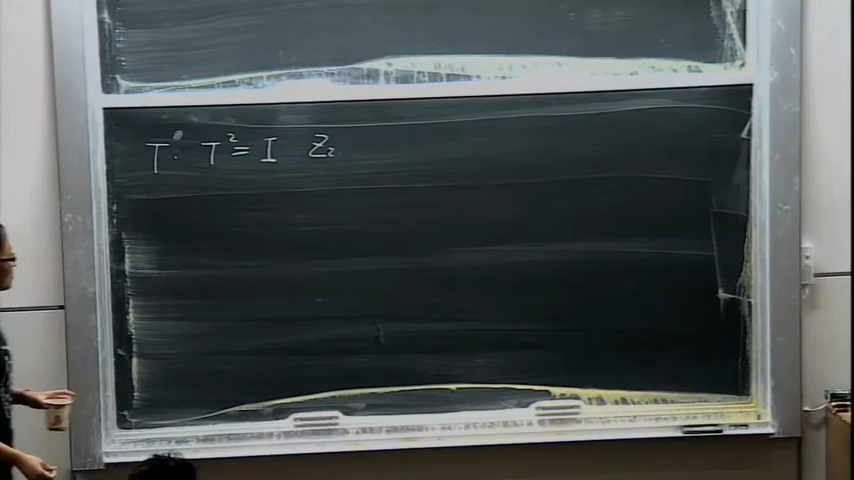 T: T² = I Z₂